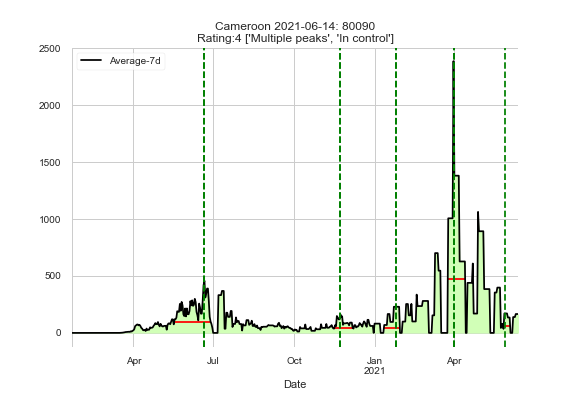 Cameroon 2021-06-14: 80090
Rating:4 ['Multiple peaks', 'In control']
Average-7d
2500
2000
1500
1000
500
0
Apr
Jul
Oct
Jan
2021
Apr
Date